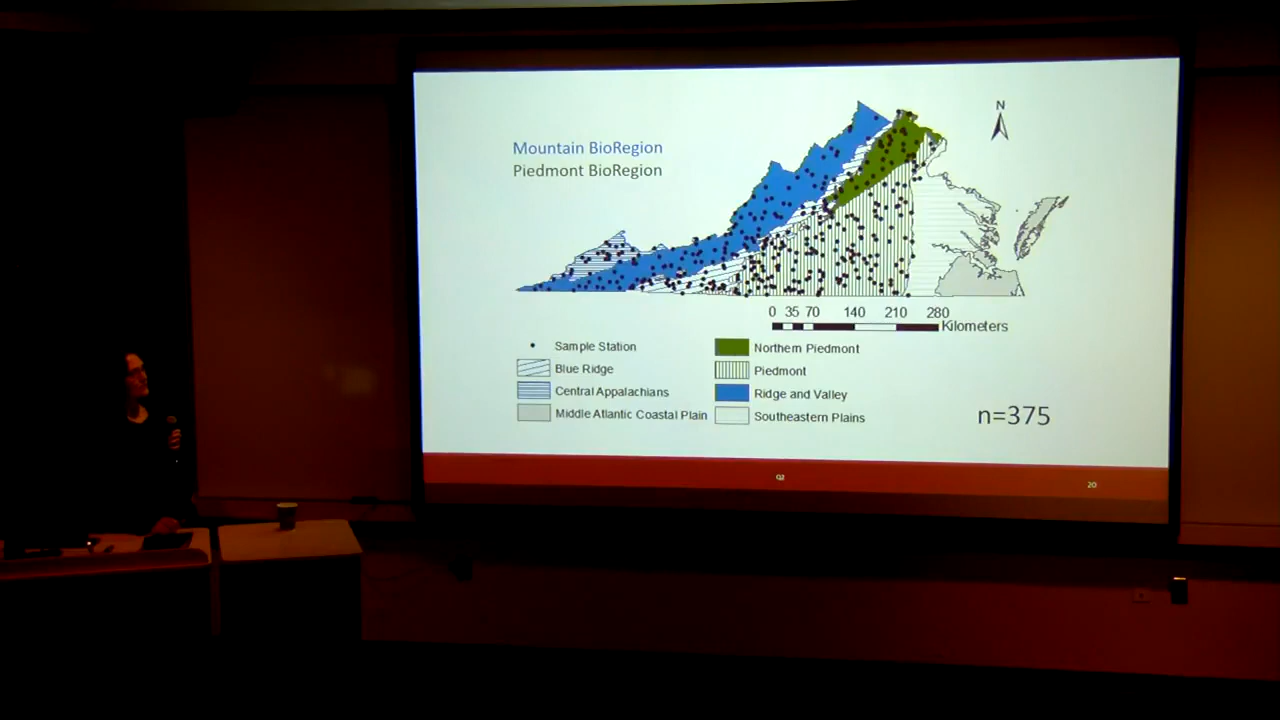 Mountain BioRegion
Piedmont BioRegion
N
0 35 70 140 210 280
Kilometers
Sample Station
Blue Ridge
Central Appalachians
Middle Atlantic Coastal Plain
Northern Piedmont
Piedmont
Ridge and Valley
Southeastern Plains
n=375
Q2
20